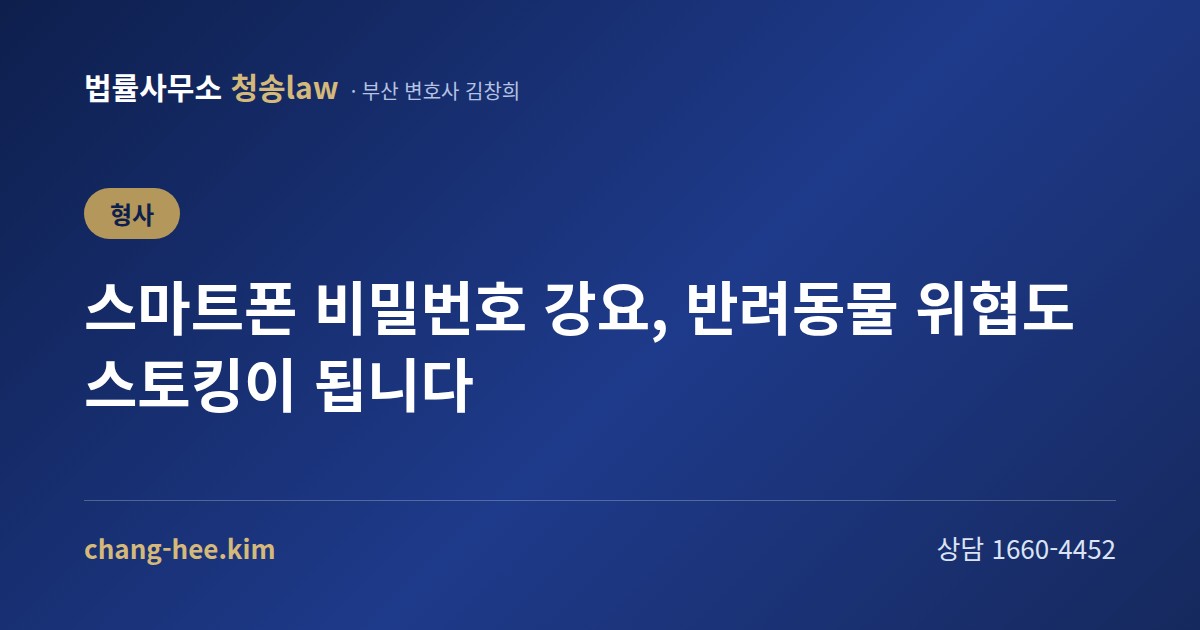 법률사무소 청송law · 부산 변호사 김창희
형사
스마트폰 비밀번호 강요, 반려동물 위협도
스토킹이 됩니다
chang-hee.kim
상담 1660-4452